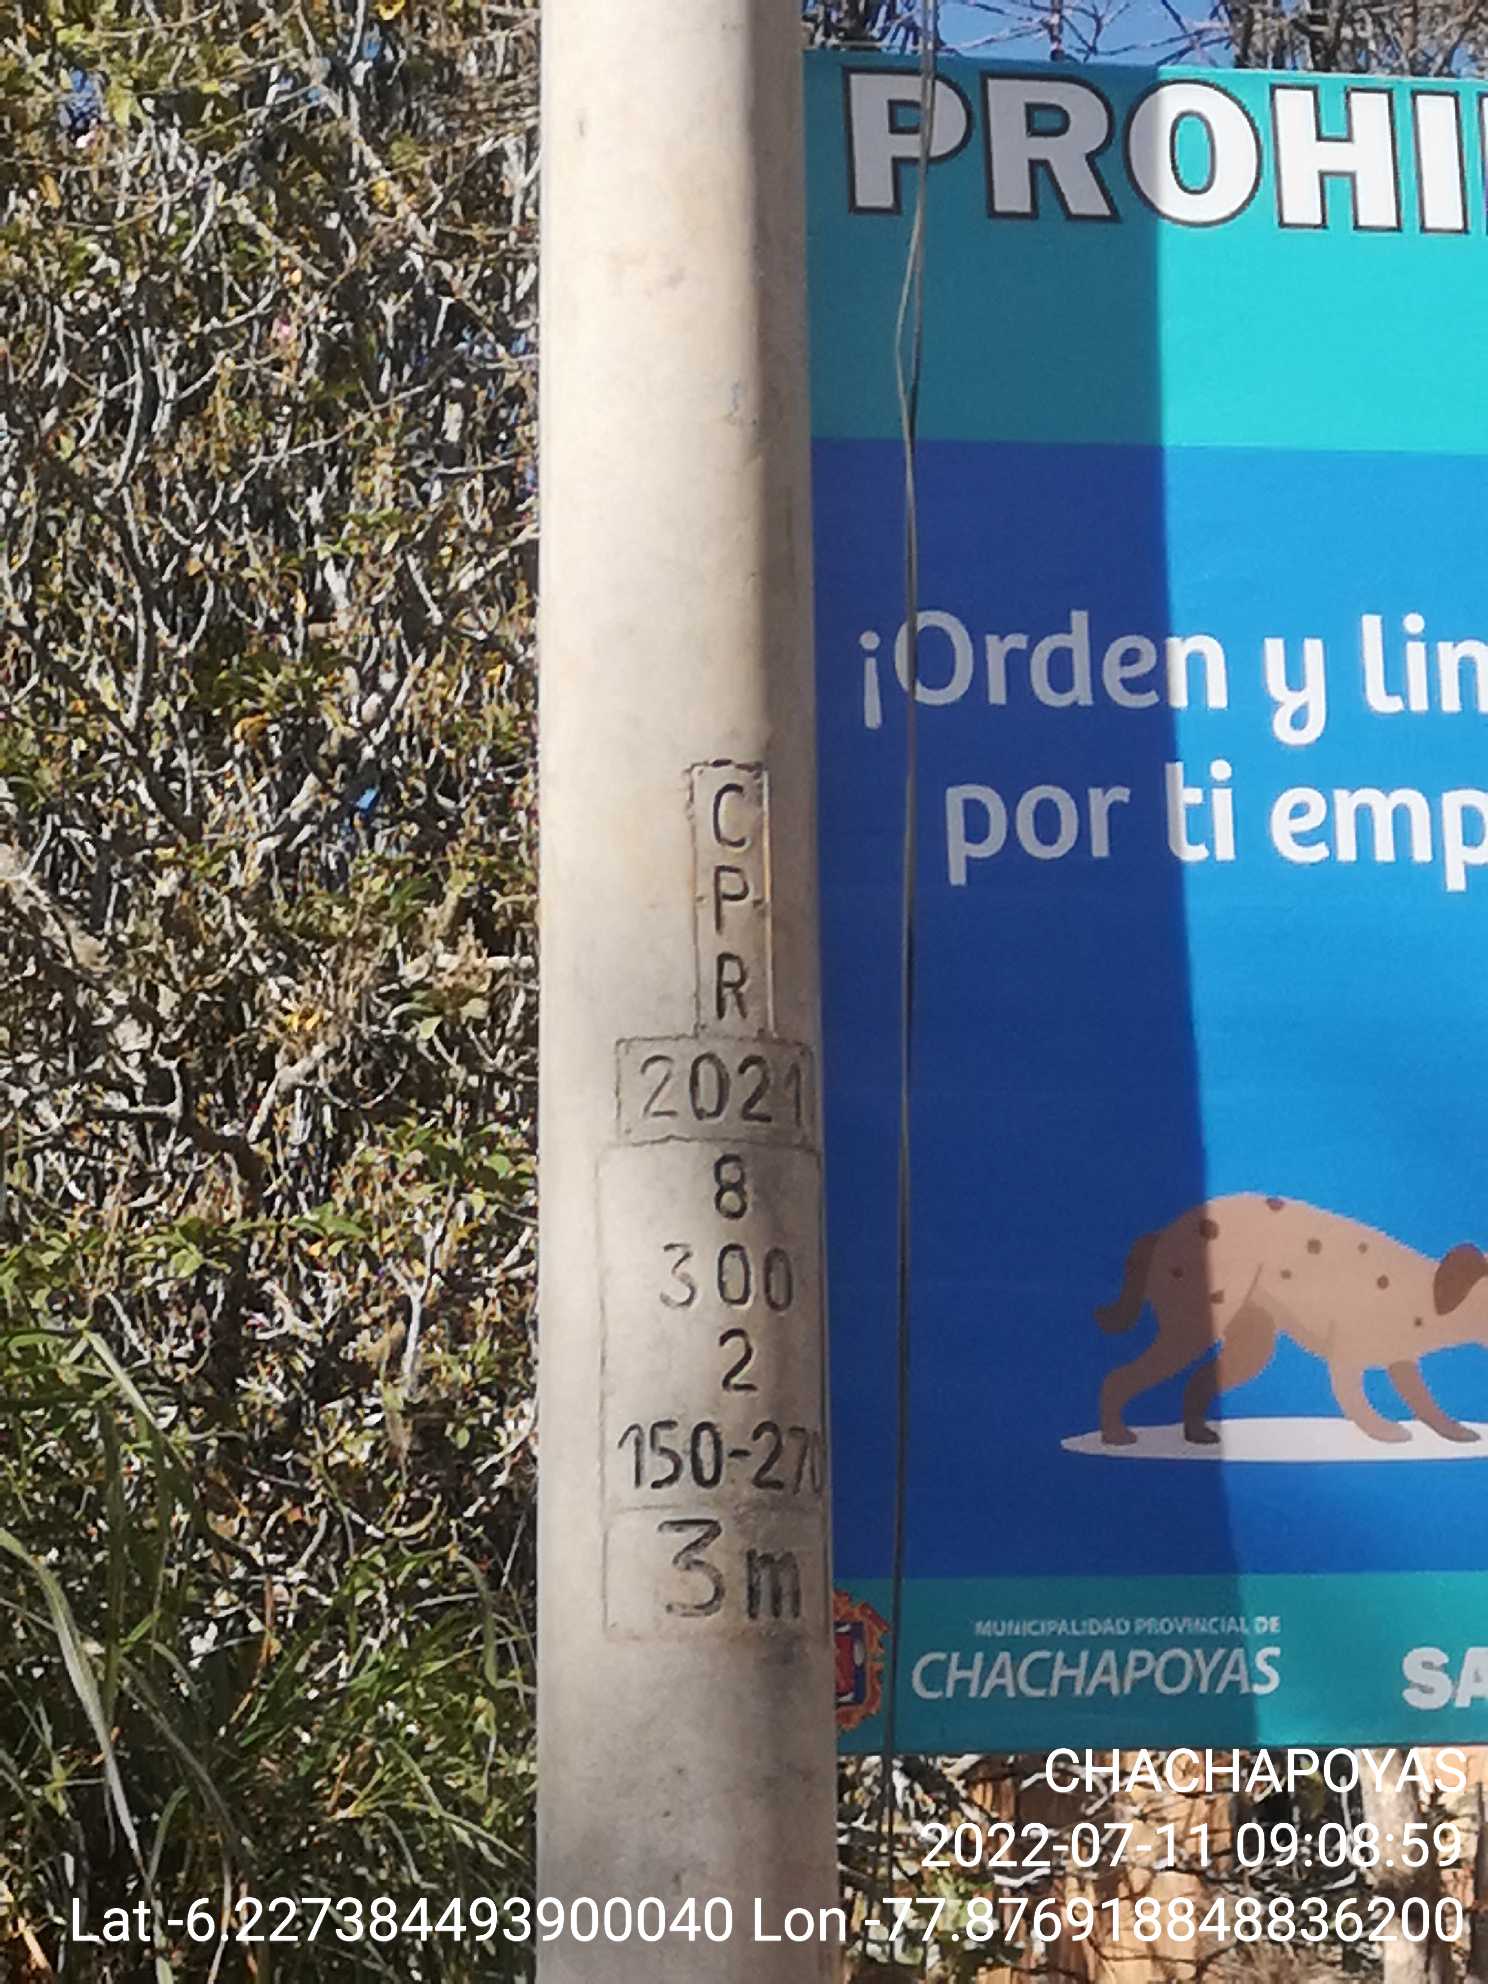 PROHI
¡Orden y lim
por ti emp
C
P
R
2021
8
300
2
150-270
3m
MUNICIPALIDAD PROVINCIAL DE
CHACHAPOYAS
SA
CHACHAPOYAS
2022-07-11 09:08:59
Lat -6.227384493900040 Lon -77.876918848836200